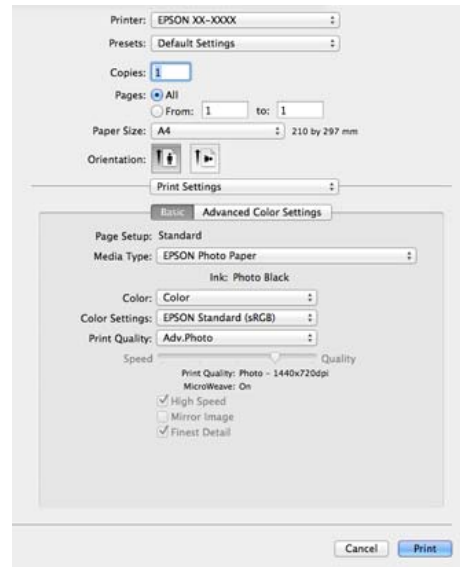 Printer: EPSON XX-XXXX
Presets: Default Settings
Copies: 1
Pages: All
From: 1 to: 1
Paper Size: A4 210 by 297 mm
Orientation:
Print Settings
Basic Advanced Color Settings
Page Setup: Standard
Media Type: EPSON Photo Paper
Ink: Photo Black
Color: Color
Color Settings: EPSON Standard (sRGB)
Print Quality: Adv.Photo
Speed Quality
Print Quality: Photo - 1440x720dpi
MicroWeave: On
High Speed
Mirror Image
Finest Detail
Cancel Print